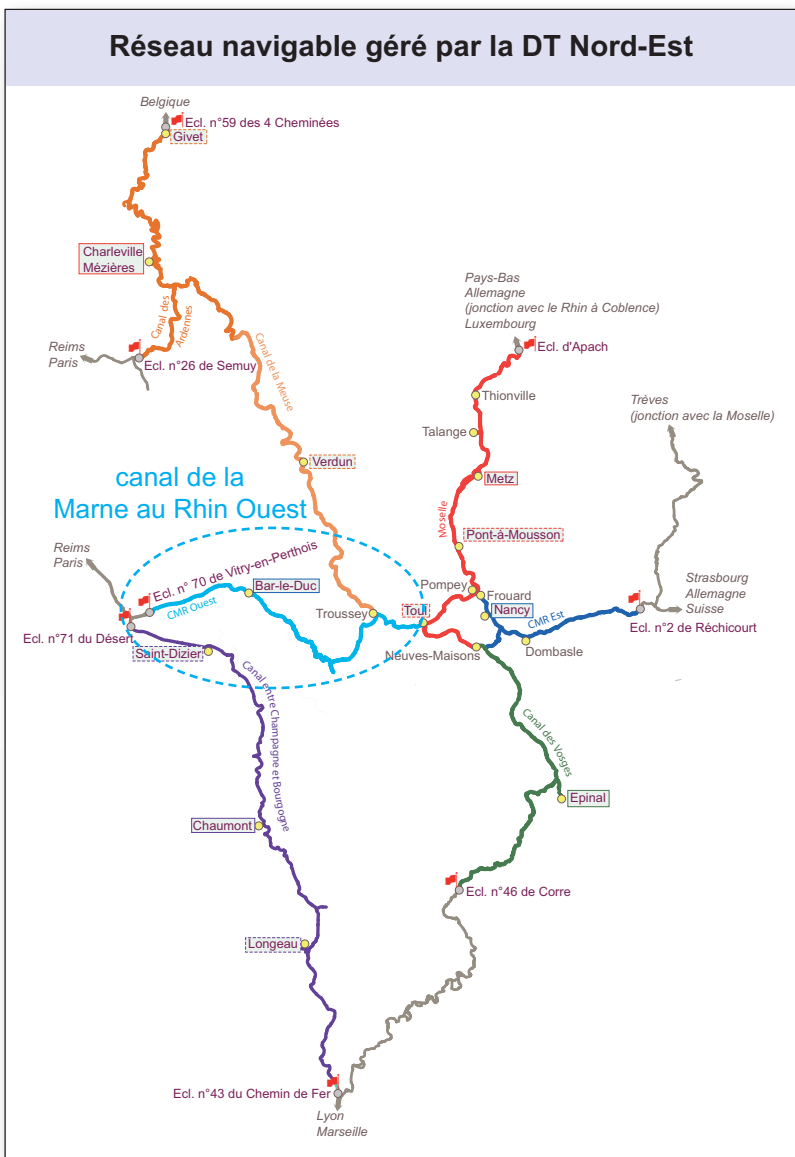 Réseau navigable géré par la DT Nord-Est
Belgique
Ecl. n°59 des 4 Cheminées
Givet
Charleville
Mézières
Canal des
Ardennes
Reims
Paris
Ecl. n°26 de Semuy
Canal de la Meuse
Pays-Bas
Allemagne
(jonction avec le Rhin à Coblence)
Luxembourg
Ecl. d'Apach
Thionville
Talange
Trèves
(jonction avec la Moselle)
Verdun
Metz
canal de la
Marne au Rhin Ouest
Moselle
Pont-à-Mousson
Reims
Paris
Ecl. n° 70 de Vitry-en-Perthois
CMR Ouest
Bar-le-Duc
Troussey
Toul
Pompey
Frouard
Nancy
CMR Est
Strasbourg
Allemagne
Suisse
Ecl. n°2 de Réchicourt
Ecl. n°71 du Désert
Saint-Dizier
Neuves-Maisons
Dombasle
Canal entre Champagne et Bourgogne
Canal des Vosges
Epinal
Chaumont
Ecl. n°46 de Corre
Longeau
Ecl. n°43 du Chemin de Fer
Lyon
Marseille